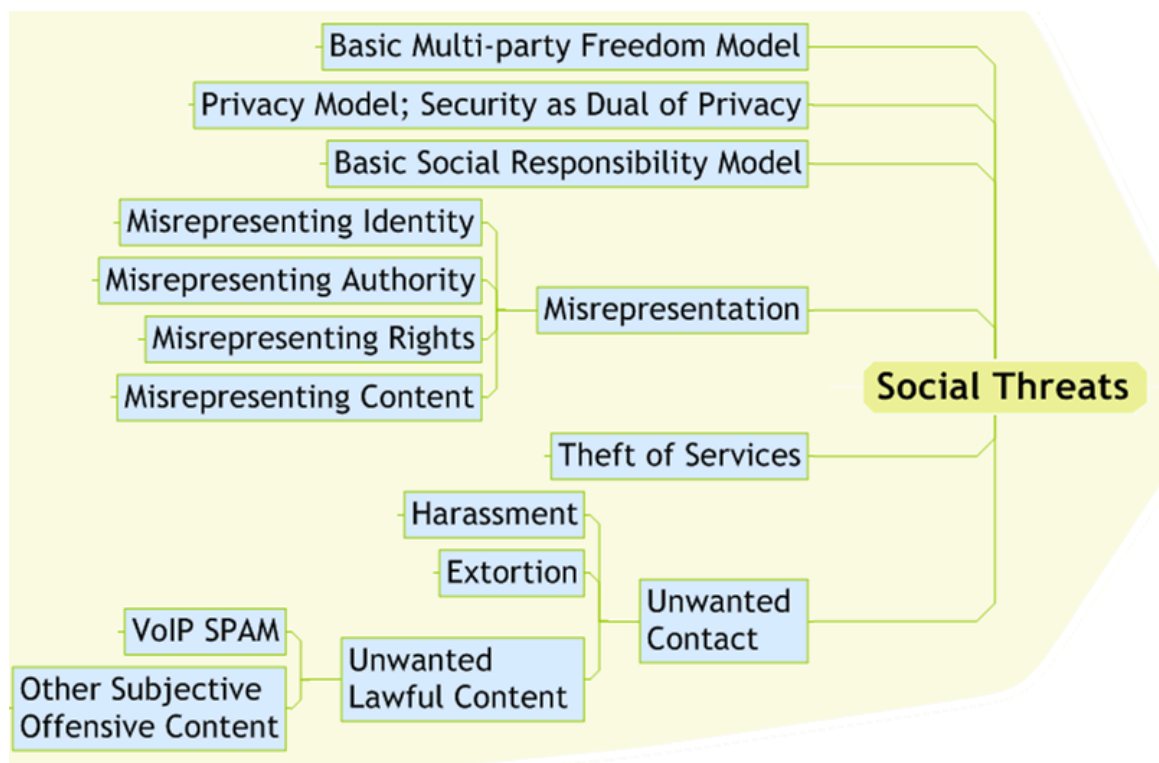 Basic Multi-party Freedom Model
Privacy Model; Security as Dual of Privacy
Basic Social Responsibility Model
Misrepresenting Identity
Misrepresenting Authority
Misrepresenting Rights
Misrepresenting Content
Misrepresentation
Social Threats
Theft of Services
Harassment
Extortion
Unwanted
Contact
VoIP SPAM
Unwanted
Lawful Content
Other Subjective
Offensive Content